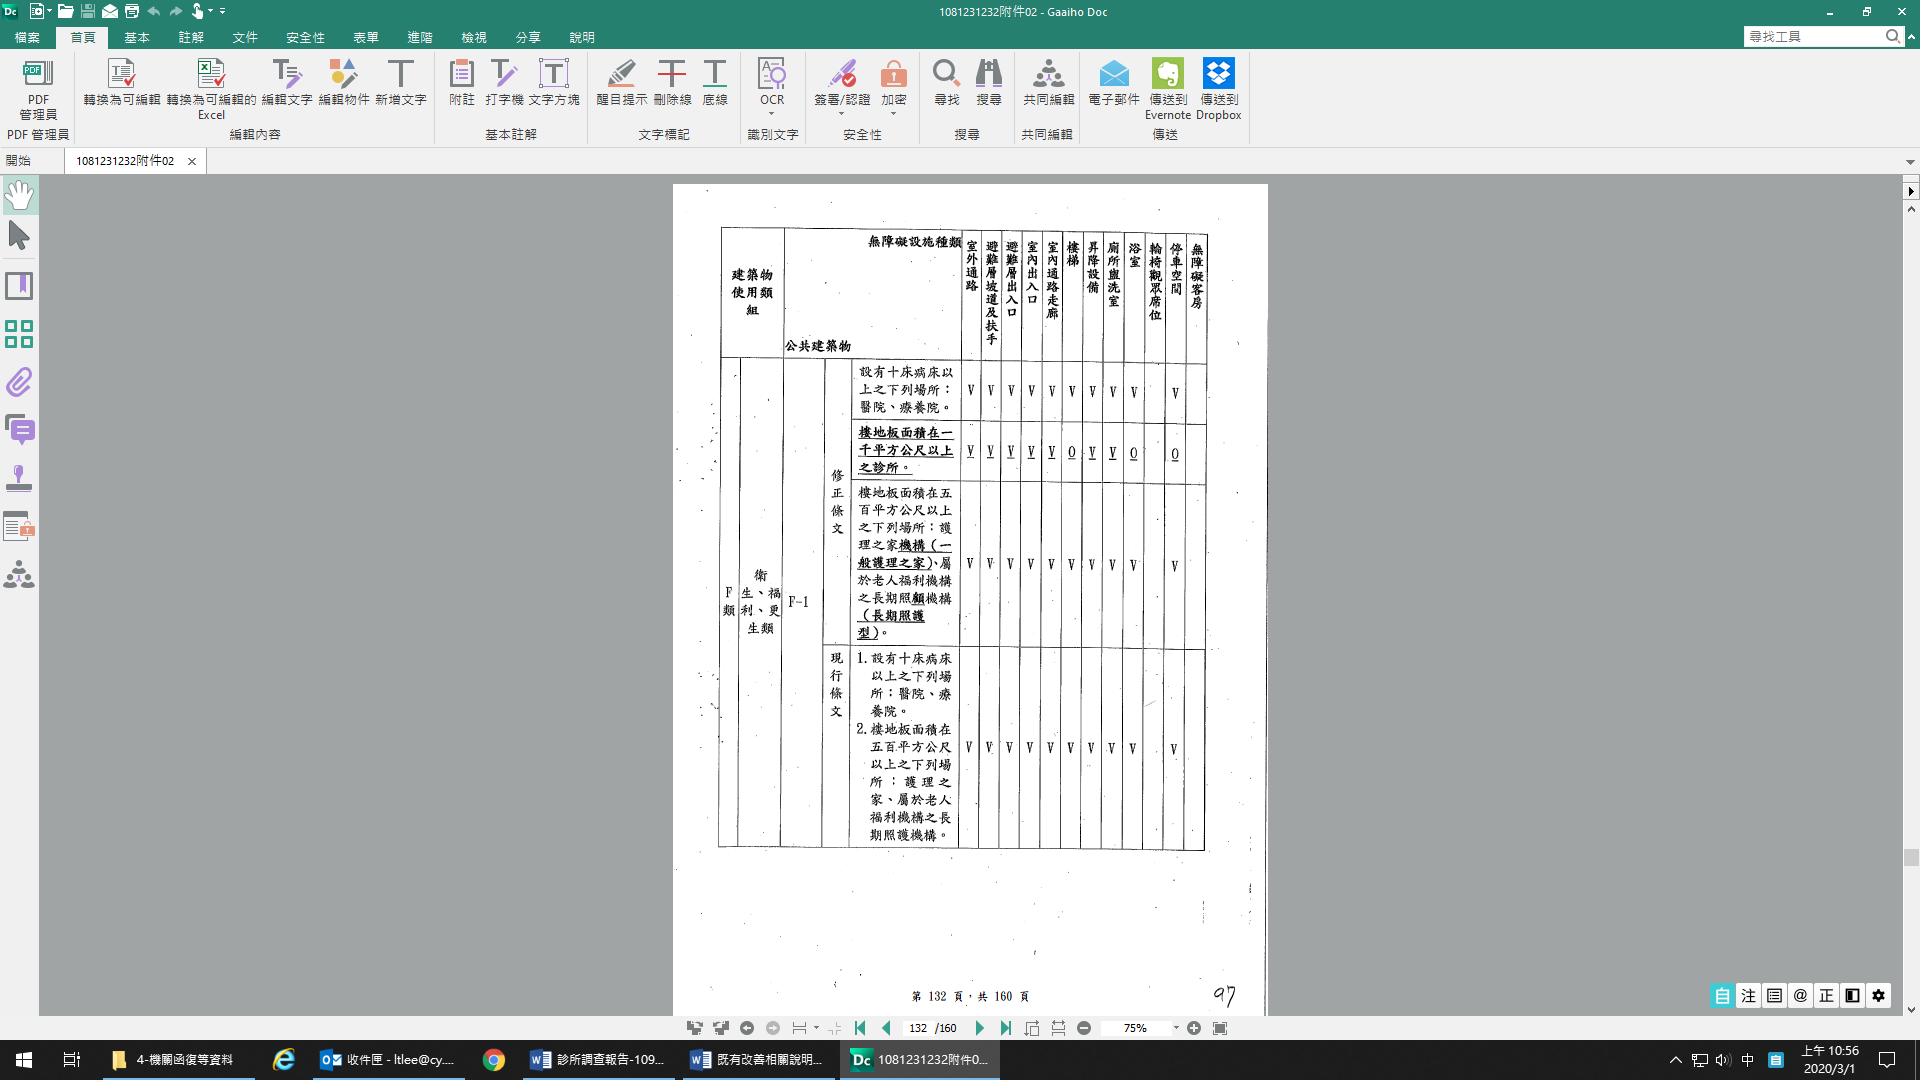 1081231232附件02 - Gaaiho Doc
檔案 首頁 基本 註解 文件 安全性 表單 進階 檢視 分享 說明
尋找工具
PDF 管理員
轉換為可編輯
轉換為可編輯的 Excel
編輯文字
編輯物件
新增文字
附註
打字機
文字方塊
醒目提示
刪除線
底線
OCR
簽署/認證
加密
尋找
搜尋
共同編輯
電子郵件
傳送到 Evernote
傳送到 Dropbox
PDF 管理員
編輯內容
基本註解
文字標記
識別文字
安全性
搜尋
共同編輯
傳送
開始
1081231232附件02
建築物
使用類
組
無障礙設施種類
公共建築物
室外通路
避難層坡道及扶手
避難層出入口
室內出入口
室內通路走廊
樓梯
昇降設備
廁所盥洗室
浴室
輪椅觀眾席位
停車空間
無障礙客房
F
類
衛
生、福
利、更
生類
F-1
修
正
條
文
設有十床病床以
上之下列場所：
醫院、療養院。
V V V V V V V V V V
樓地板面積在一
千平方公尺以上
之診所。
V V V V V O V V O O
樓地板面積在五
百平方公尺以上
之下列場所：護
理之家機構（一
般護理之家）、屬
於老人福利機構
之長期照顧機構
（長期照護
型）。
V V V V V V V V V V
現
行
條
文
1. 設有十床病床
以上之下列場
所：醫院、療
養院。
2. 樓地板面積在
五百平方公尺
以上之下列場
所：護理之
家、屬於老人
福利機構之長
期照護機構。
V V V V V V V V V V
第 132 頁，共 160 頁
97
自 注 @ 正
132 /160
75%
4-機關函復等資料
收件匣 - ltlee@cy....
診所調查報告-109...
既有改善相關說明...
1081231232附件0...
中
自
上午 10:56
2020/3/1